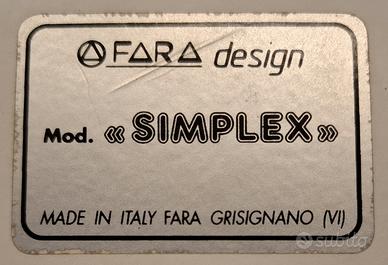 FARA design
Mod. « SIMPLEX »
MADE IN ITALY FARA GRISIGNANO (VI)
subito